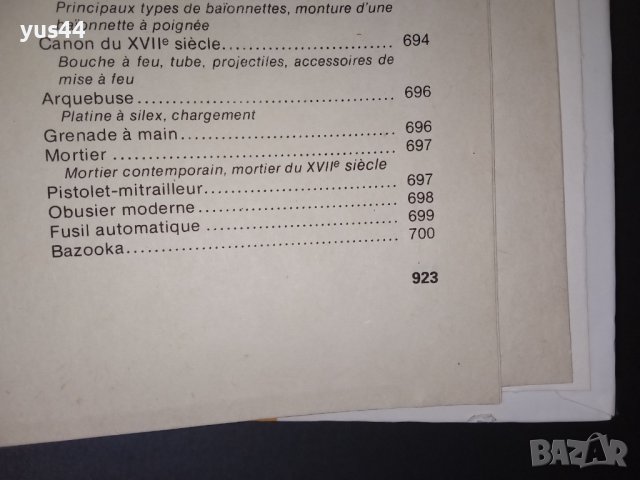 yus44
Principaux types de baïonnettes, monture d'une
baïonnette à poignée
Canon du XVIIe siècle........................ 694
Bouche à feu, tube, projectiles, accessoires de
mise à feu
Arquebuse.................................... 696
Platine à silex, chargement
Grenade à main............................... 696
Mortier ..................................... 697
Mortier contemporain, mortier du XVIIe siècle
Pistolet-mitrailleur......................... 697
Obusier moderne.............................. 698
Fusil automatique ........................... 699
Bazooka...................................... 700
923
BAZAR